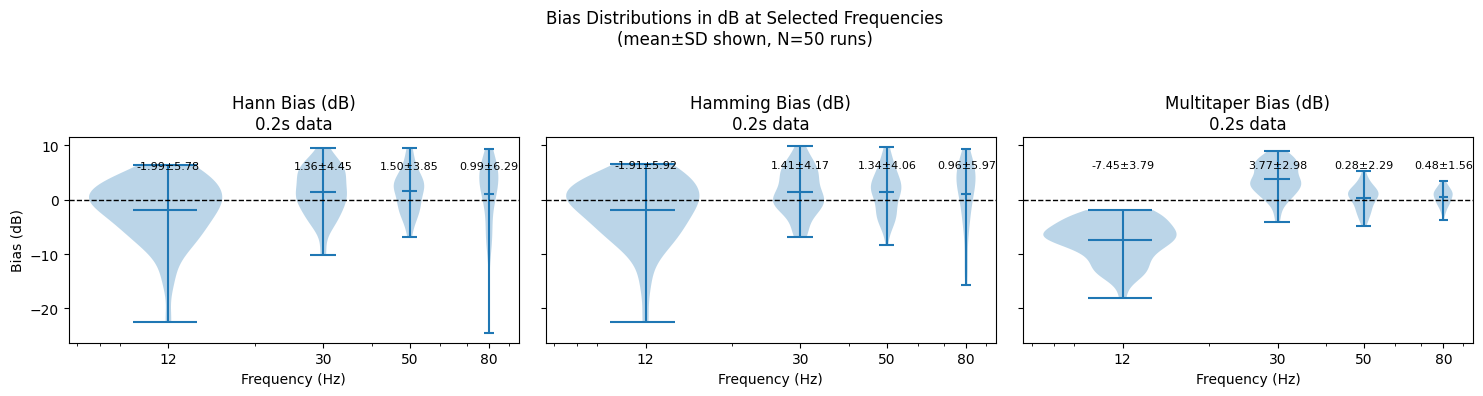 Bias Distributions in dB at Selected Frequencies
(mean±SD shown, N=50 runs)
Hann Bias (dB)
0.2s data
Hamming Bias (dB)
0.2s data
Multitaper Bias (dB)
0.2s data
10
0
−10
−20
Bias (dB)
-1.99±5.78
1.36±4.45
1.50±3.85
0.99±6.29
-1.91±5.92
1.41±4.17
1.34±4.06
0.96±5.97
-7.45±3.79
3.77±2.98
0.28±2.29
0.48±1.56
12
30
50
80
12
30
50
80
12
30
50
80
Frequency (Hz)
Frequency (Hz)
Frequency (Hz)